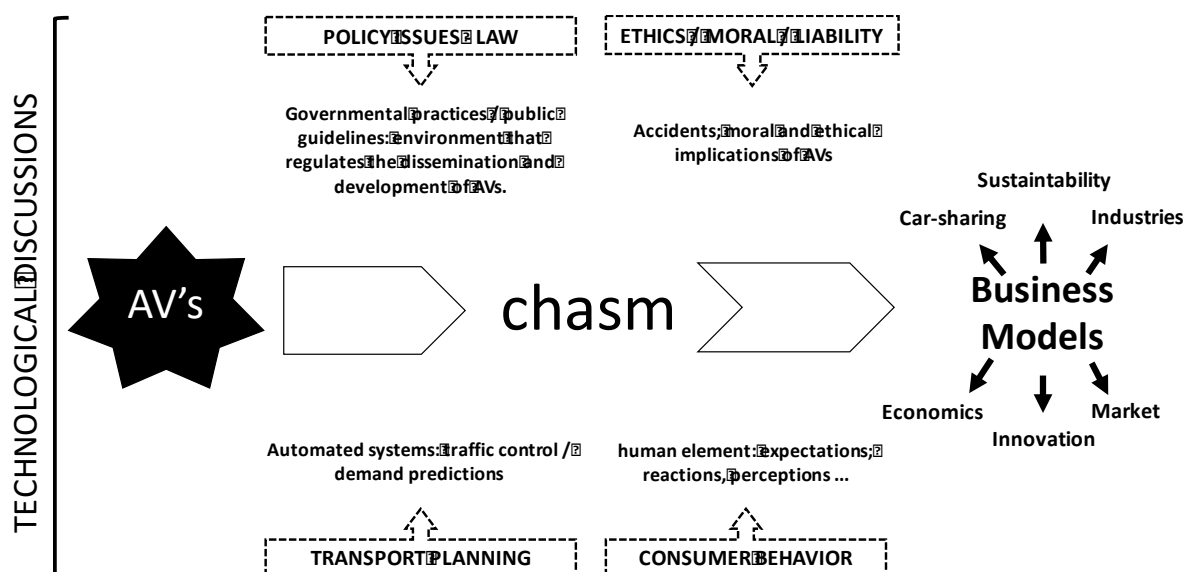 TECHNOLOGICAL DISCUSSIONS
POLICY ISSUES LAW
Governmental practices / public
guidelines: environment that
regulates the dissemination and
development of AVs.
ETHICS / MORAL / LIABILITY
Accidents; moral and ethical
implications of AVs
AV's
chasm
Sustaintability
Car-sharing
Industries
Business
Models
Economics
Market
Innovation
Automated systems: traffic control /
demand predictions
TRANSPORT PLANNING
human element: expectations;
reactions, perceptions ...
CONSUMER BEHAVIOR